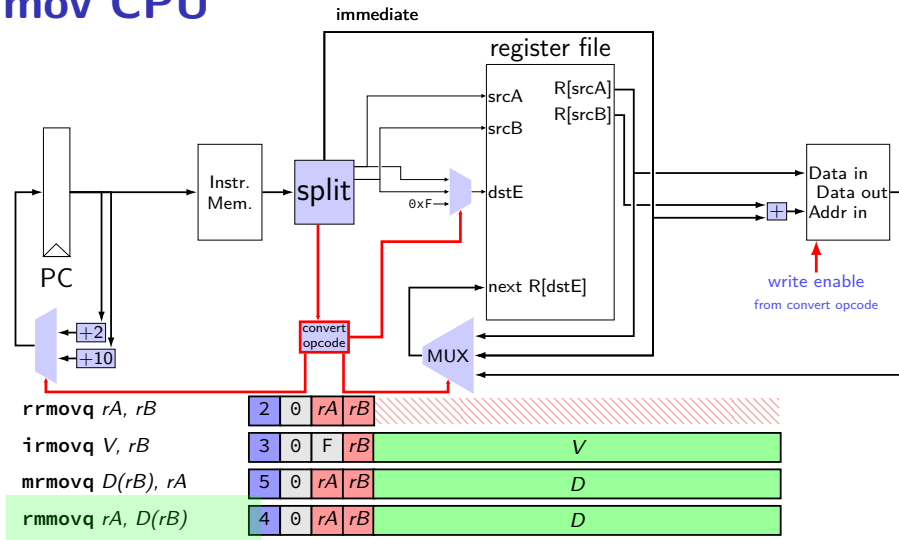 mov CPU
immediate
register file
srcA
R[srcA]
srcB
R[srcB]
Instr.
Mem.
split
dstE
0xF
Data in
Data out
Addr in
+
PC
next R[dstE]
write enable
from convert opcode
convert
opcode
MUX
+2
+10
rrmovq rA, rB 2 0 rA rB
irmovq V, rB 3 0 F rB V
mrmovq D(rB), rA 5 0 rA rB D
rmmovq rA, D(rB) 4 0 rA rB D